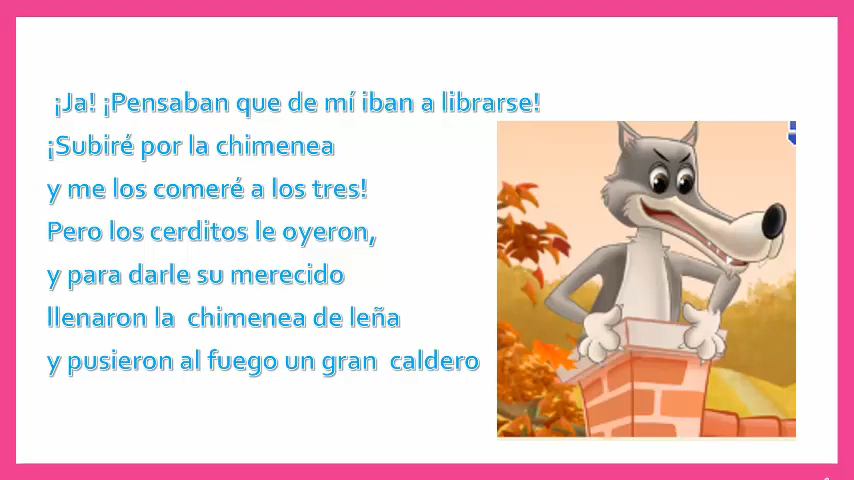 ¡Ja! ¡Pensaban que de mí iban a librarse!
¡Subiré por la chimenea
y me los comeré a los tres!
Pero los cerditos le oyeron,
y para darle su merecido
llenaron la chimenea de leña
y pusieron al fuego un gran caldero